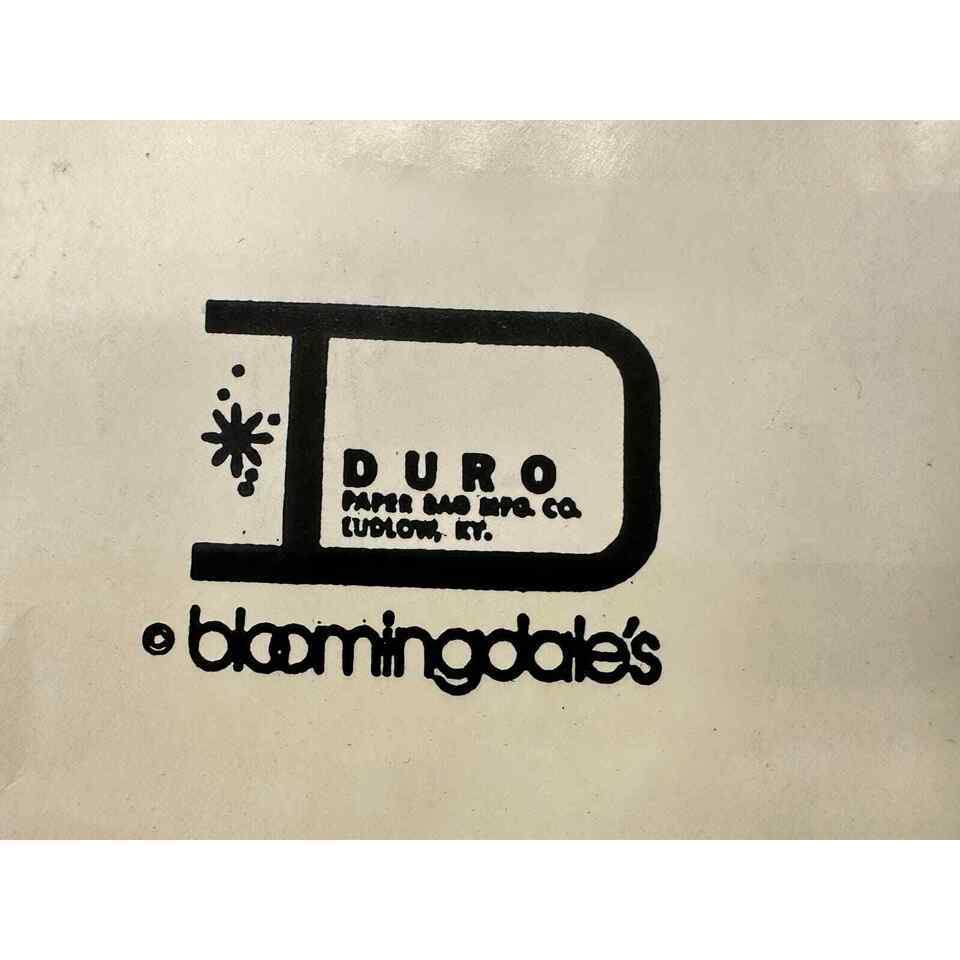 DURO
PAPER BAG MFG. CO.
LUDLOW, KY.
© bloomingdale's